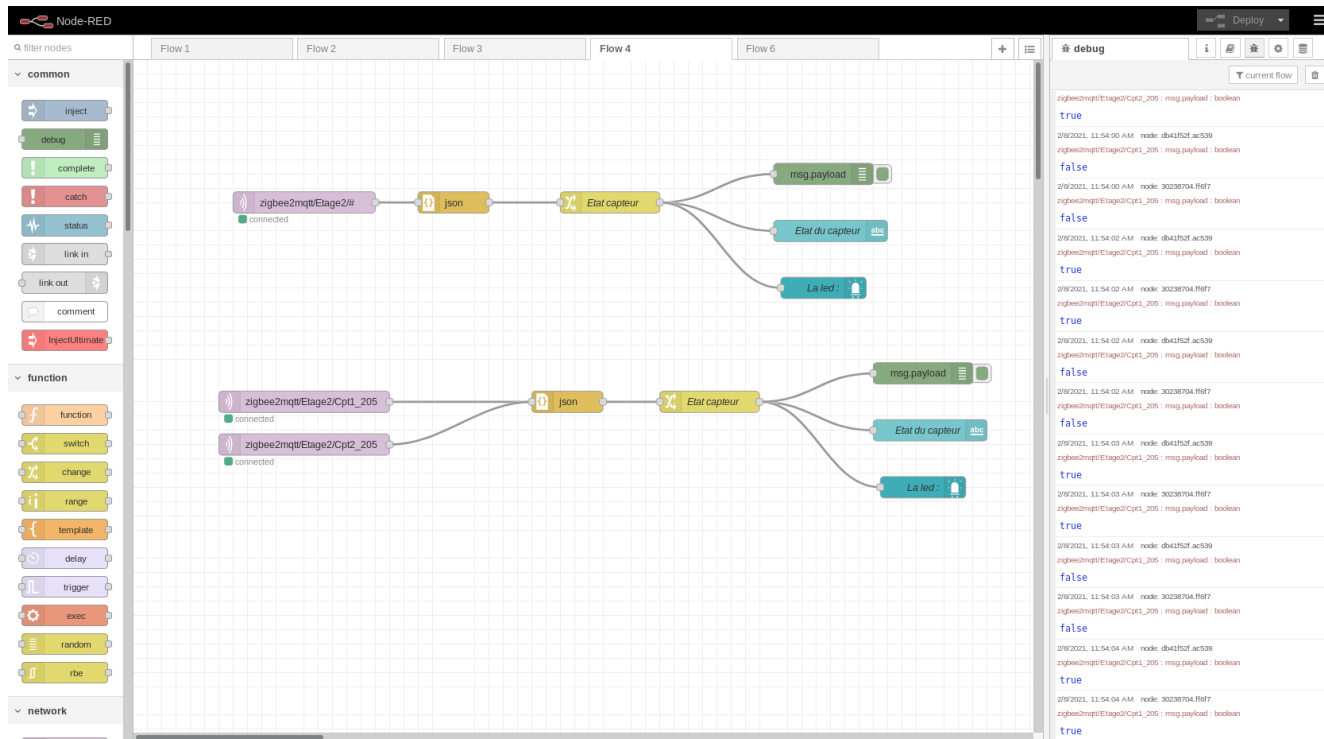 Node-RED
Deploy
filter nodes
Flow 1
Flow 2
Flow 3
Flow 4
Flow 6
debug
i
current flow
common
inject
debug
complete
catch
status
link in
link out
comment
InjectUltimate
function
function
switch
change
range
template
delay
trigger
exec
random
rbe
network
zigbee2mqtt/Etage2/#
connected
json
Etat capteur
msg.payload
Etat du capteur
abc
La led :
zigbee2mqtt/Etage2/Cpt1_205
connected
zigbee2mqtt/Etage2/Cpt2_205
connected
json
Etat capteur
msg.payload
Etat du capteur
abc
La led :
zigbee2mqtt/Etage2/Cpt2_205 : msg.payload : boolean
true
2/8/2021, 11:54:00 AM node: db41f52f.ac539
zigbee2mqtt/Etage2/Cpt1_205 : msg.payload : boolean
false
2/8/2021, 11:54:00 AM node: 30238704.ff6f7
zigbee2mqtt/Etage2/Cpt1_205 : msg.payload : boolean
false
2/8/2021, 11:54:02 AM node: db41f52f.ac539
zigbee2mqtt/Etage2/Cpt1_205 : msg.payload : boolean
true
2/8/2021, 11:54:02 AM node: 30238704.ff6f7
zigbee2mqtt/Etage2/Cpt1_205 : msg.payload : boolean
true
2/8/2021, 11:54:02 AM node: db41f52f.ac539
zigbee2mqtt/Etage2/Cpt1_205 : msg.payload : boolean
false
2/8/2021, 11:54:02 AM node: 30238704.ff6f7
zigbee2mqtt/Etage2/Cpt1_205 : msg.payload : boolean
false
2/8/2021, 11:54:03 AM node: db41f52f.ac539
zigbee2mqtt/Etage2/Cpt1_205 : msg.payload : boolean
true
2/8/2021, 11:54:03 AM node: 30238704.ff6f7
zigbee2mqtt/Etage2/Cpt1_205 : msg.payload : boolean
true
2/8/2021, 11:54:03 AM node: db41f52f.ac539
zigbee2mqtt/Etage2/Cpt1_205 : msg.payload : boolean
false
2/8/2021, 11:54:03 AM node: 30238704.ff6f7
zigbee2mqtt/Etage2/Cpt1_205 : msg.payload : boolean
false
2/8/2021, 11:54:04 AM node: db41f52f.ac539
zigbee2mqtt/Etage2/Cpt1_205 : msg.payload : boolean
true
2/8/2021, 11:54:04 AM node: 30238704.ff6f7
zigbee2mqtt/Etage2/Cpt1_205 : msg.payload : boolean
true